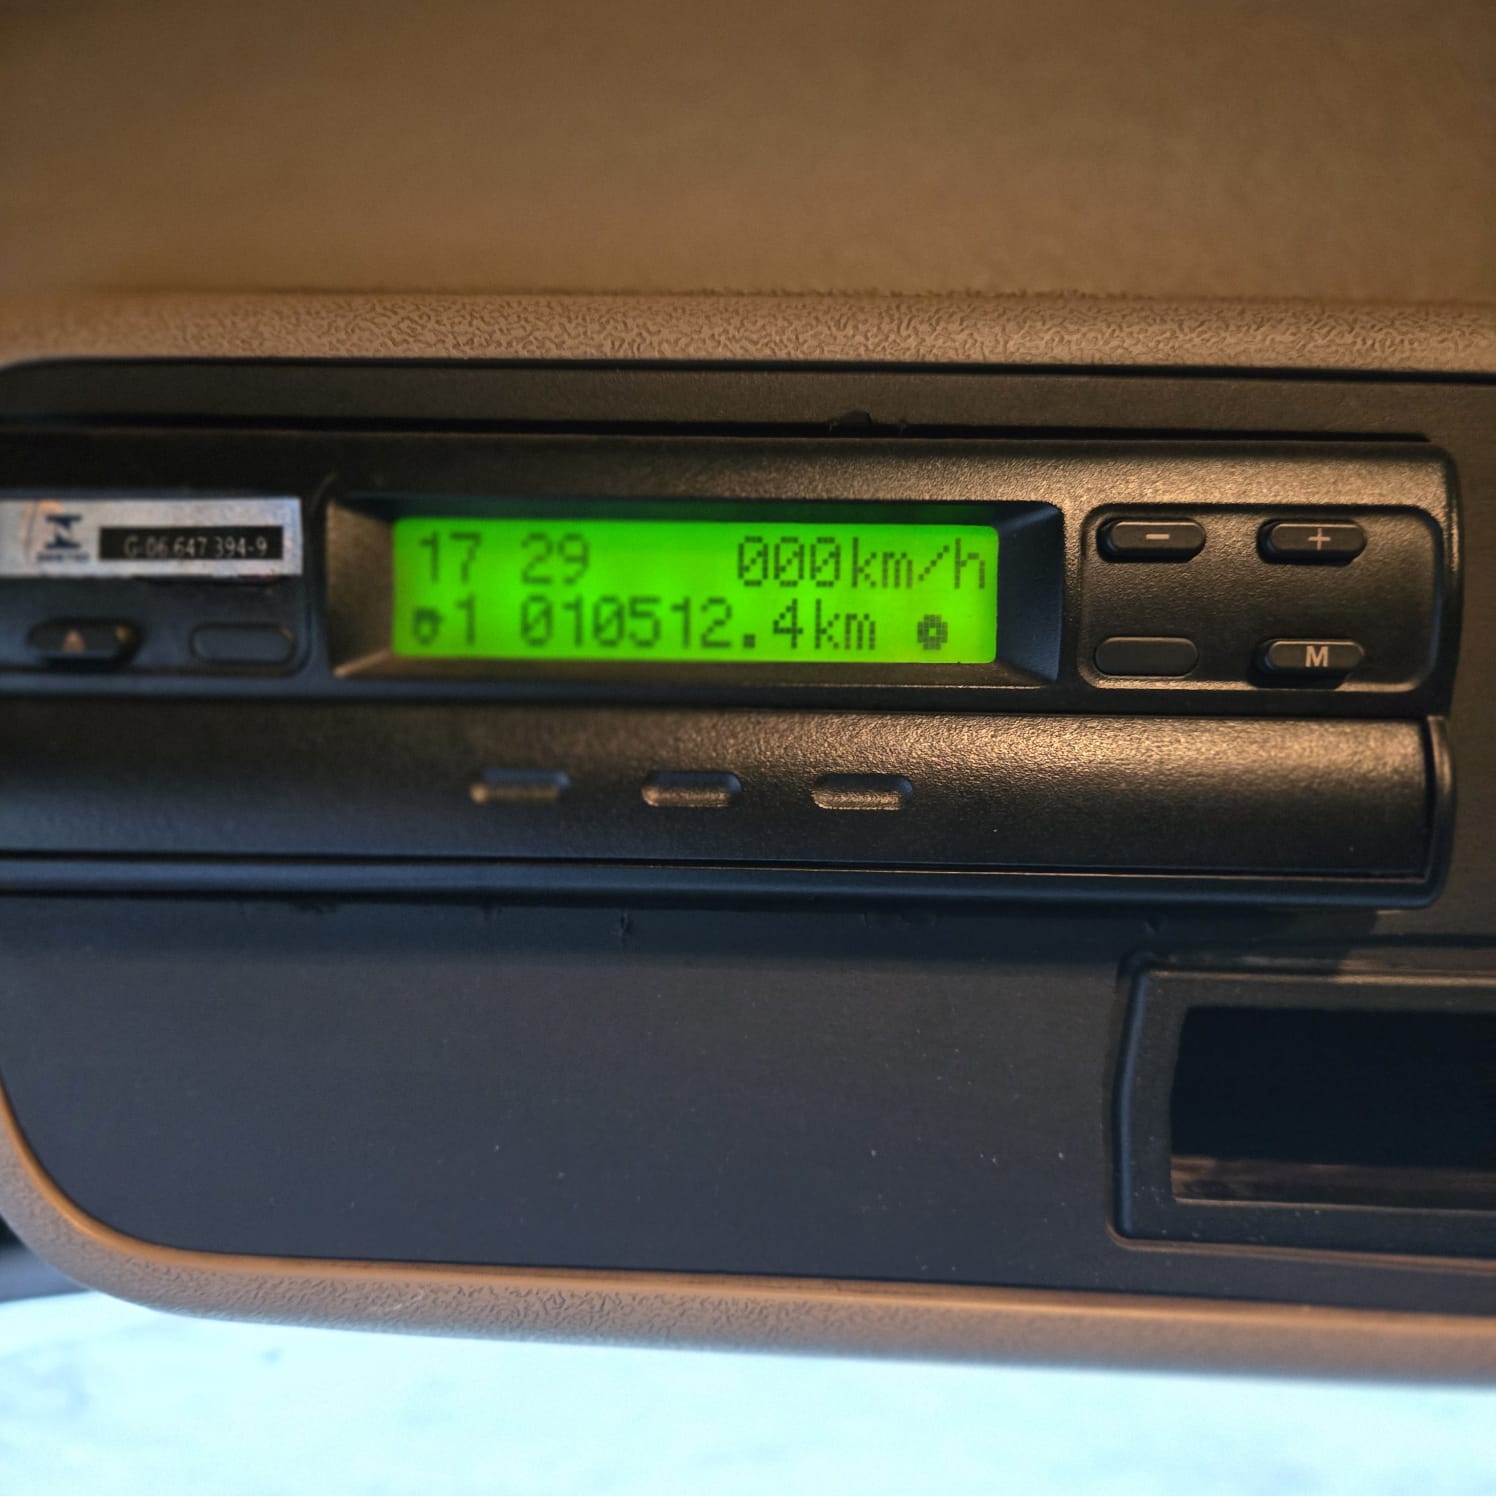 G-06.647 394-9
17 29 000km/h
1 010512.4km
- +
M